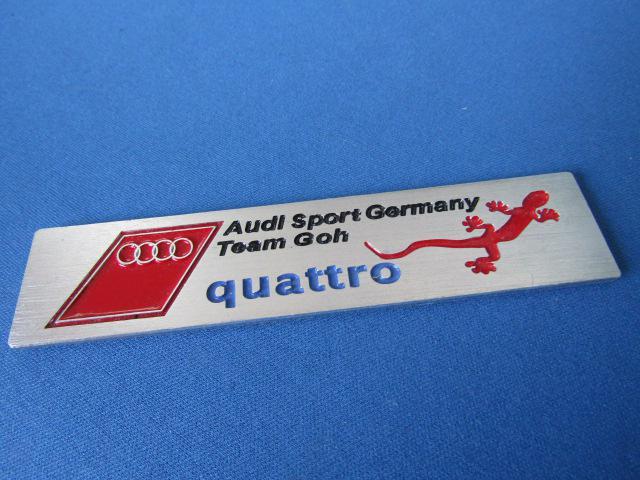 Audi Sport Germany
Team Goh
quattro